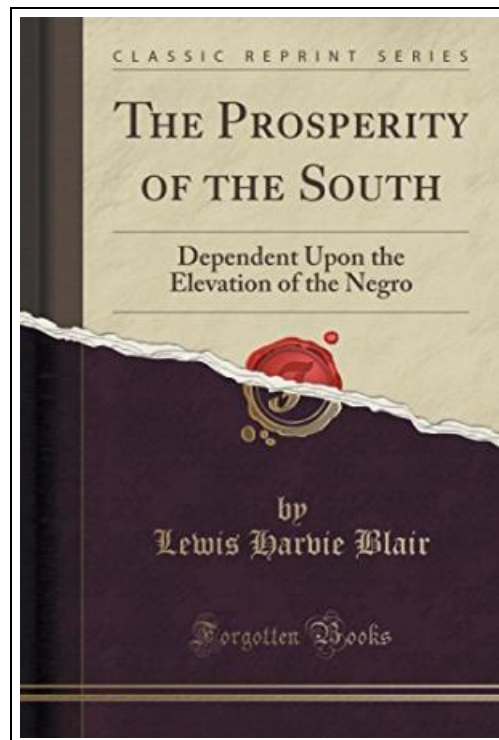 CLASSIC REPRINT SERIES
THE PROSPERITY
OF THE SOUTH
Dependent Upon the
Elevation of the Negro
by
Lewis Harvie Blair
Forgotten Books